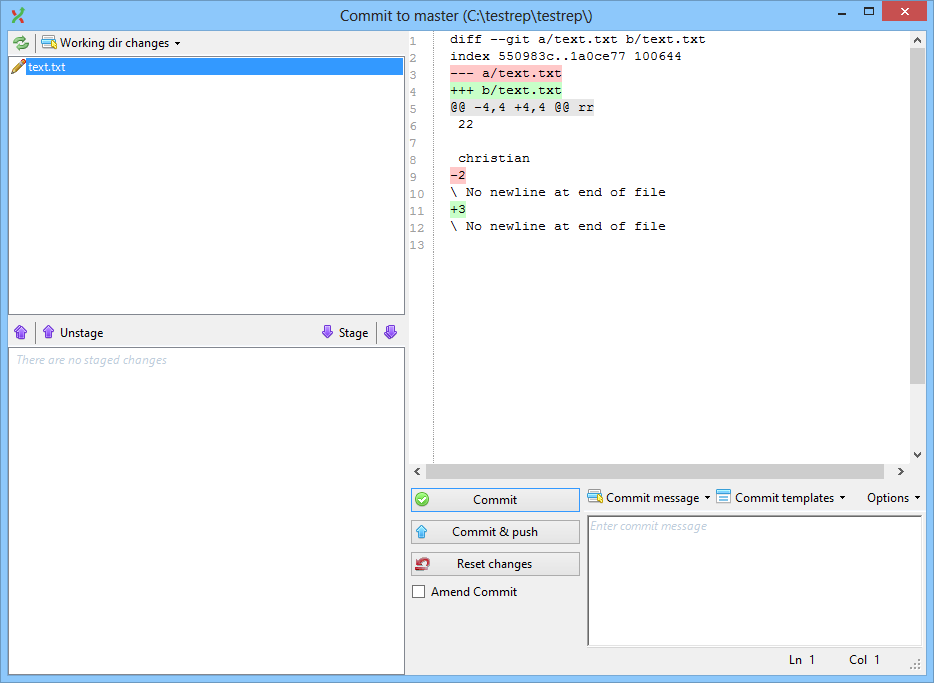 Commit to master (C:\testrep\testrep\)
Working dir changes
text.txt
Unstage
Stage
There are no staged changes
1 diff --git a/text.txt b/text.txt
2 index 550983c..1a0ce77 100644
3 --- a/text.txt
4 +++ b/text.txt
5 @@ -4,4 +4,4 @@ rr
6 22
7
8 christian
9 -2
10 \ No newline at end of file
11 +3
12 \ No newline at end of file
13
Commit
Commit & push
Reset changes
Amend Commit
Commit message
Commit templates
Options
Enter commit message
Ln 1
Col 1